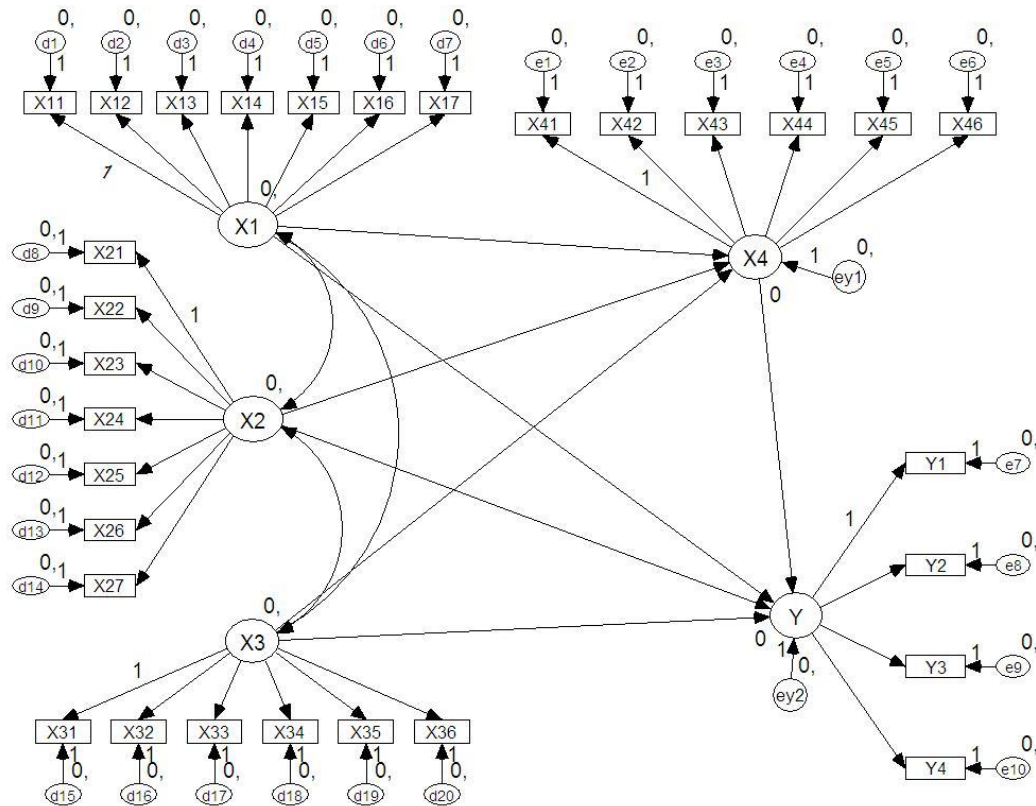 0, 0, 0, 0, 0, 0, 0,
d1 d2 d3 d4 d5 d6 d7
1 1 1 1 1 1 1
X11 X12 X13 X14 X15 X16 X17
0, 0, 0, 0, 0, 0,
e1 e2 e3 e4 e5 e6
1 1 1 1 1 1
X41 X42 X43 X44 X45 X46
1
1
0,
X1
X4
0
1
0,
ey1
0,1
d8 X21
0,1
d9 X22
1
0,1
d10 X23
0,1
d11 X24
0,1
d12 X25
0,1
d13 X26
0,1
d14 X27
0,
X2
0,
X3
1
X31 X32 X33 X34 X35 X36
1 1 1 1 1 1
0, 0, 0, 0, 0, 0,
d15 d16 d17 d18 d19 d20
Y
0
1
0,
ey2
1
Y1 1 0,
e7
Y2 1 0,
e8
Y3 1 0,
e9
Y4 1 0,
e10